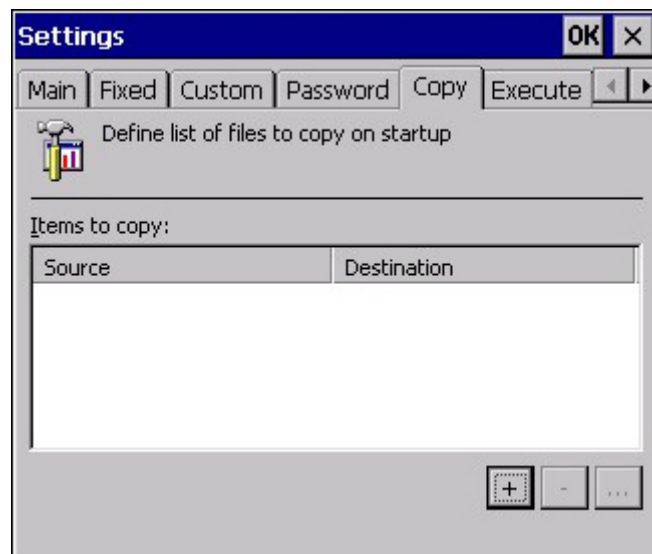 Settings OK ×
Main Fixed Custom Password Copy Execute
Define list of files to copy on startup
Items to copy:
Source Destination
+ - ...